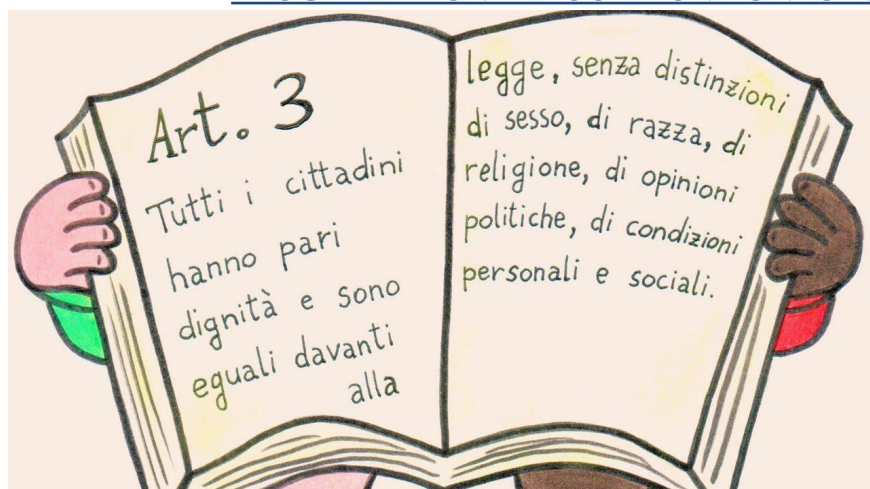 Art. 3
Tutti i cittadini
hanno pari
dignità e sono
eguali davanti
alla
legge, senza distinzioni
di sesso, di razza, di
religione, di opinioni
politiche, di condizioni
personali e sociali.